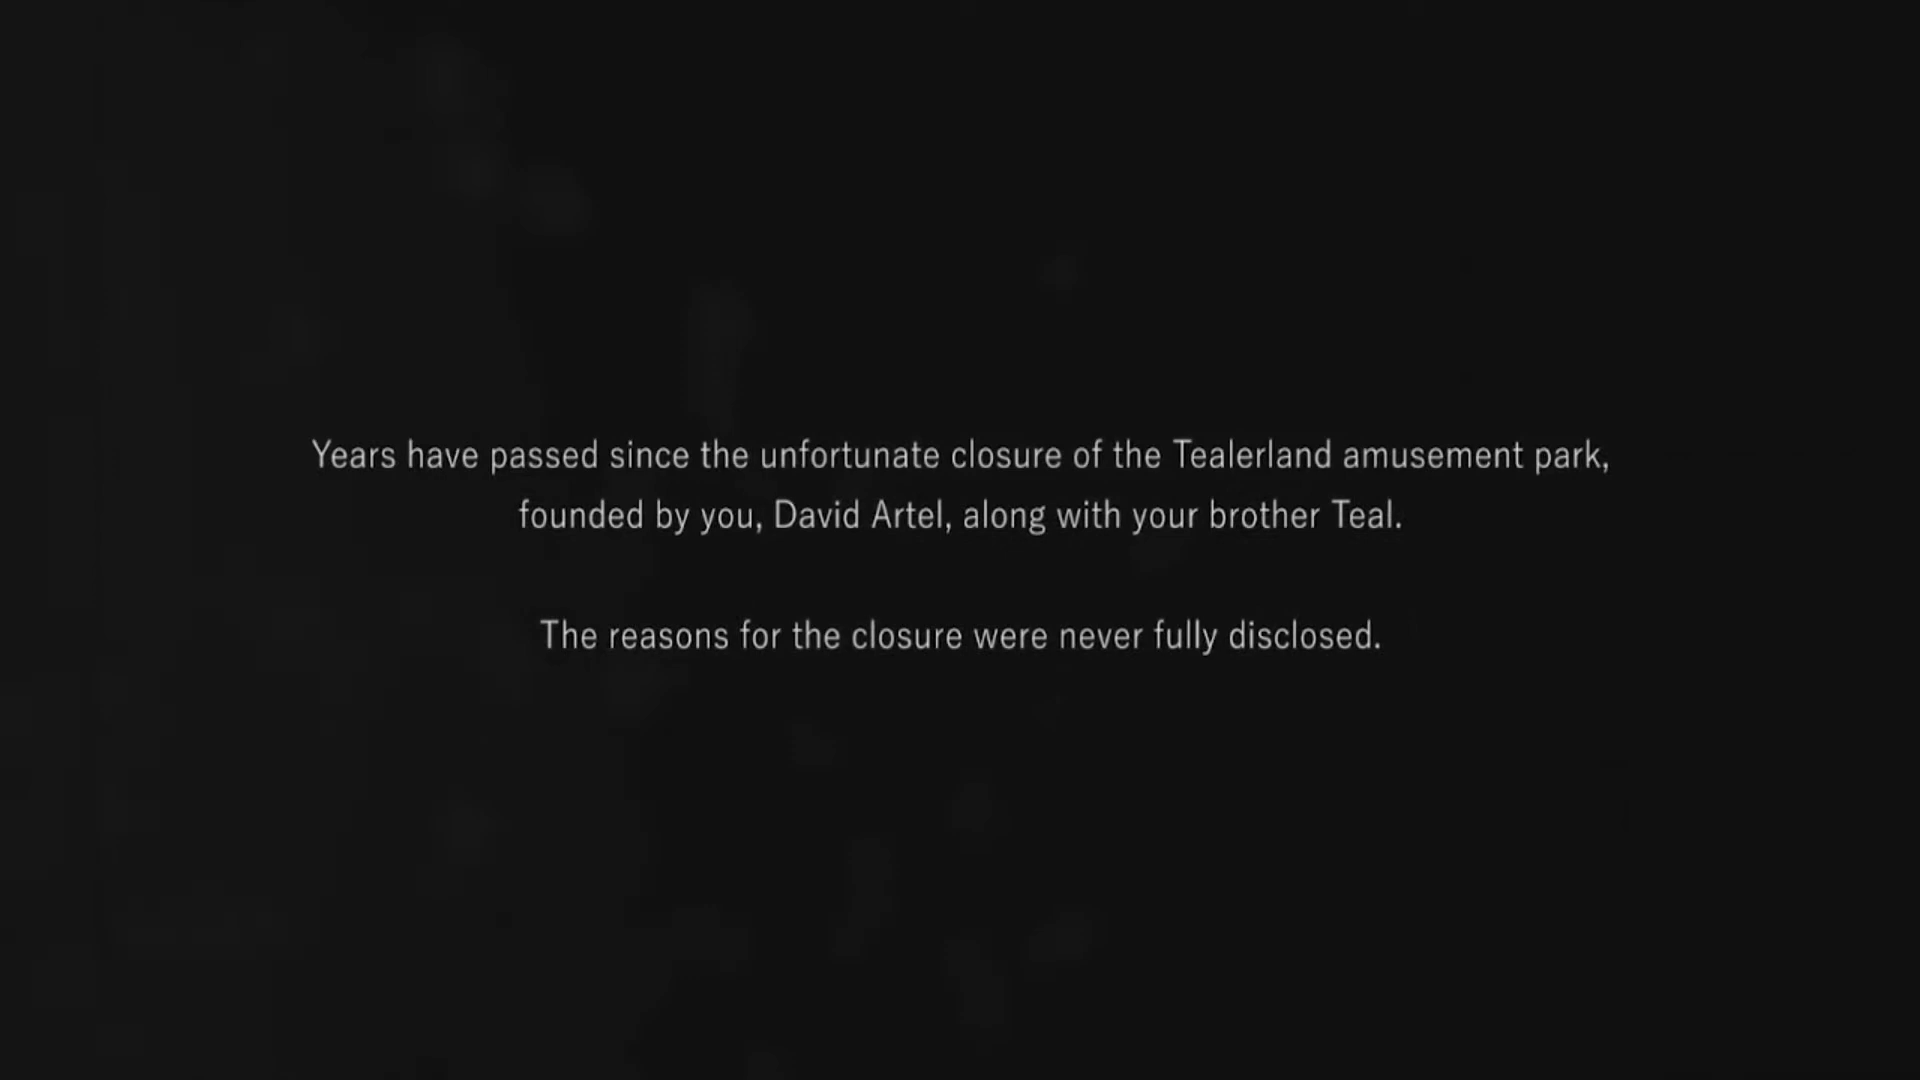 Years have passed since the unfortunate closure of the Tealerland amusement park,
founded by you, David Artel, along with your brother Teal.
The reasons for the closure were never fully disclosed.